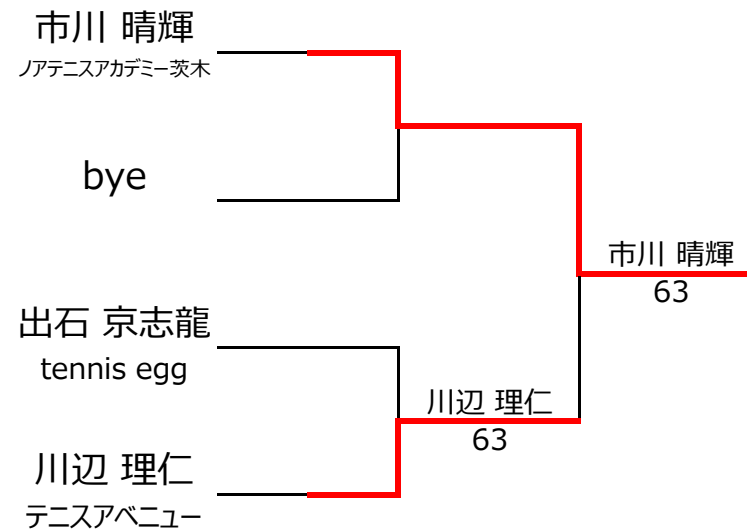 市川 晴輝
ノアテニスアカデミー茨木
bye
出石 京志龍
tennis egg
川辺 理仁
テニスアベニュー
川辺 理仁
63
市川 晴輝
63